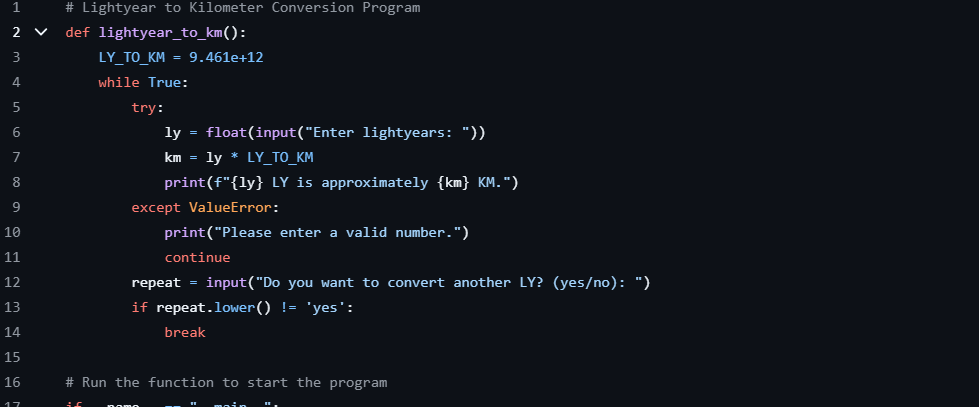 1 # Lightyear to Kilometer Conversion Program
2 def lightyear_to_km():
3     LY_TO_KM = 9.461e+12
4     while True:
5         try:
6             ly = float(input("Enter lightyears: "))
7             km = ly * LY_TO_KM
8             print(f"{ly} LY is approximately {km} KM.")
9         except ValueError:
10             print("Please enter a valid number.")
11             continue
12         repeat = input("Do you want to convert another LY? (yes/no): ")
13         if repeat.lower() != 'yes':
14             break
15
16 # Run the function to start the program
17 if __name__ == "__main__":